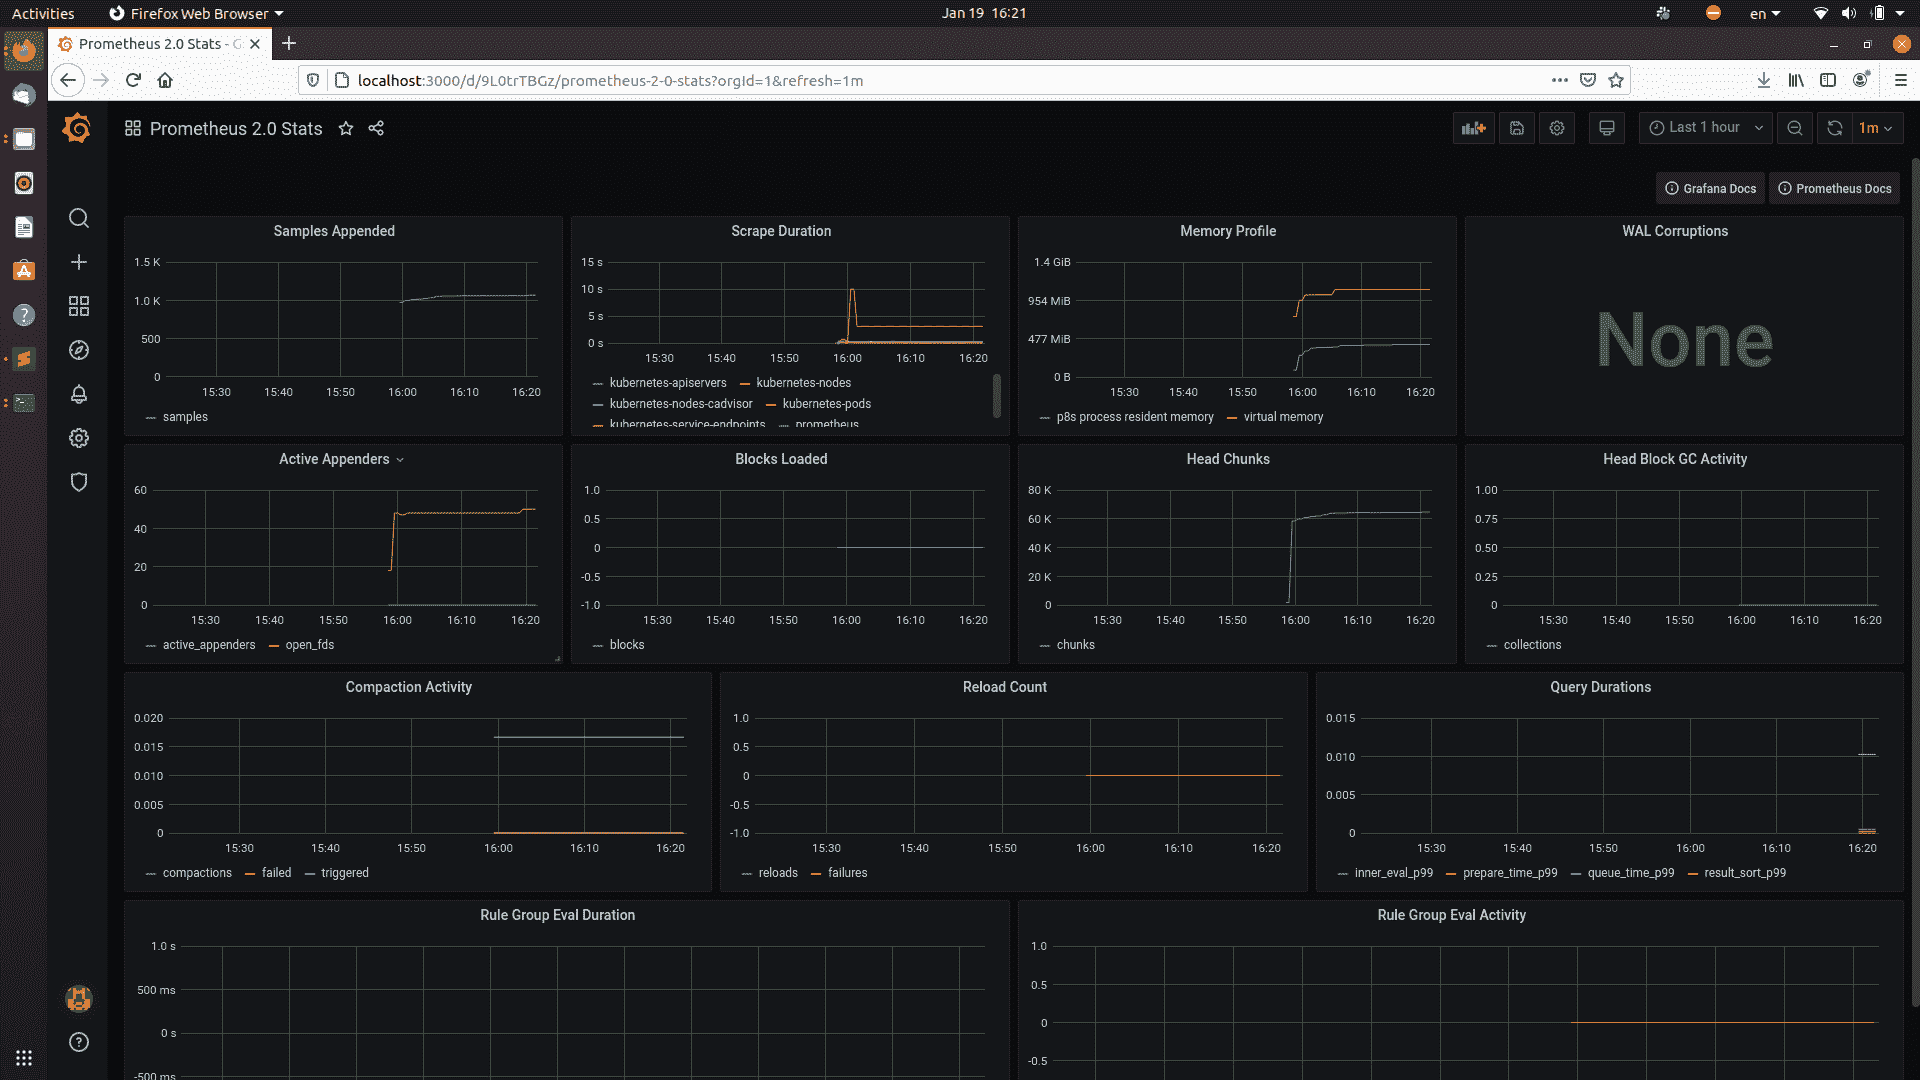 Activities
Firefox Web Browser
Jan 19 16:21
en
Prometheus 2.0 Stats - G
localhost:3000/d/9L0trTBGz/prometheus-2-0-stats?orgId=1&refresh=1m
Prometheus 2.0 Stats
Last 1 hour
1m
Grafana Docs
Prometheus Docs
Samples Appended
1.5 K
1.0 K
500
0
15:30 15:40 15:50 16:00 16:10 16:20
samples
Scrape Duration
15 s
10 s
5 s
0 s
15:30 15:40 15:50 16:00 16:10 16:20
kubernetes-apiservers kubernetes-nodes
kubernetes-nodes-cadvisor kubernetes-pods
kubernetes-service-endpoints prometheus
Memory Profile
1.4 GiB
954 MiB
477 MiB
0 B
15:30 15:40 15:50 16:00 16:10 16:20
p8s process resident memory virtual memory
WAL Corruptions
None
Active Appenders
60
40
20
0
15:30 15:40 15:50 16:00 16:10 16:20
active_appenders open_fds
Blocks Loaded
1.0
0.5
0
-0.5
-1.0
15:30 15:40 15:50 16:00 16:10 16:20
blocks
Head Chunks
80 K
60 K
40 K
20 K
0
15:30 15:40 15:50 16:00 16:10 16:20
chunks
Head Block GC Activity
1.00
0.75
0.50
0.25
0
15:30 15:40 15:50 16:00 16:10 16:20
collections
Compaction Activity
0.020
0.015
0.010
0.005
0
15:30 15:40 15:50 16:00 16:10 16:20
compactions failed triggered
Reload Count
1.0
0.5
0
-0.5
-1.0
15:30 15:40 15:50 16:00 16:10 16:20
reloads failures
Query Durations
0.015
0.010
0.005
0
15:30 15:40 15:50 16:00 16:10 16:20
inner_eval_p99 prepare_time_p99 queue_time_p99 result_sort_p99
Rule Group Eval Duration
1.0 s
500 ms
0 s
-500 ms
Rule Group Eval Activity
1.0
0.5
0
-0.5